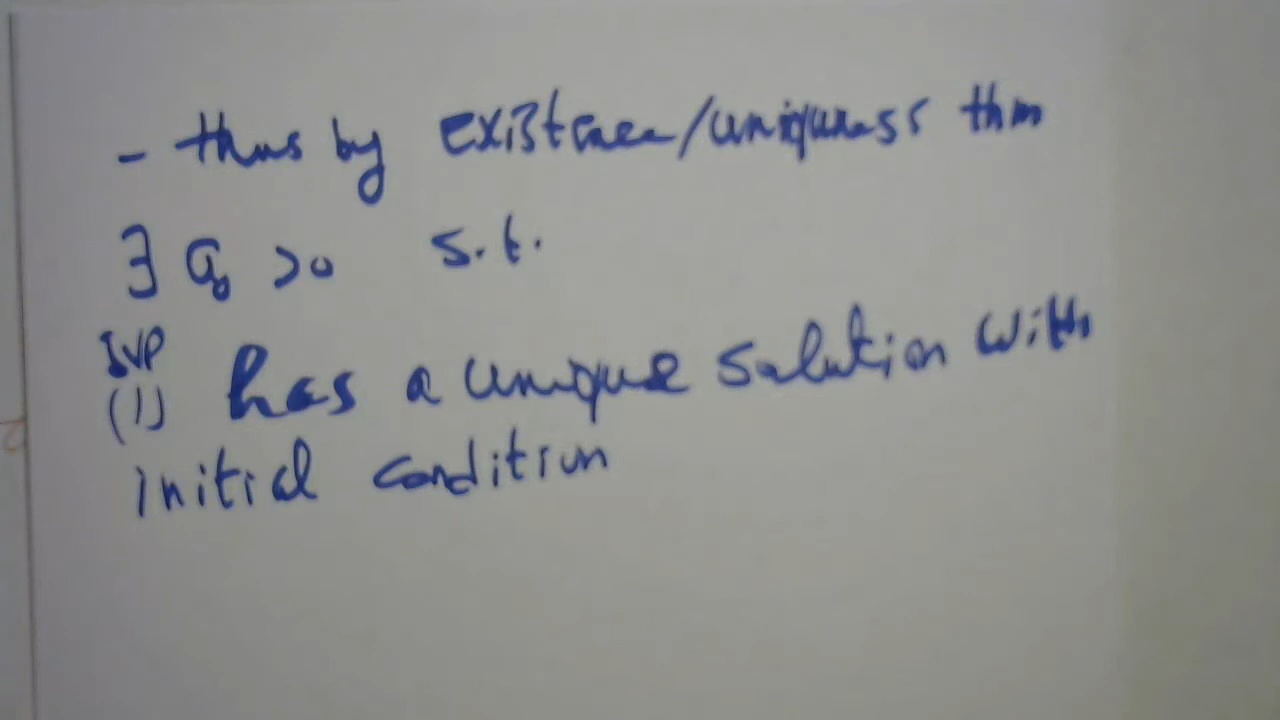 - thus by existence/uniqueness thm
∃ a₀ >0 s.t.
IVP
(1) has a unique solution with
initial condition